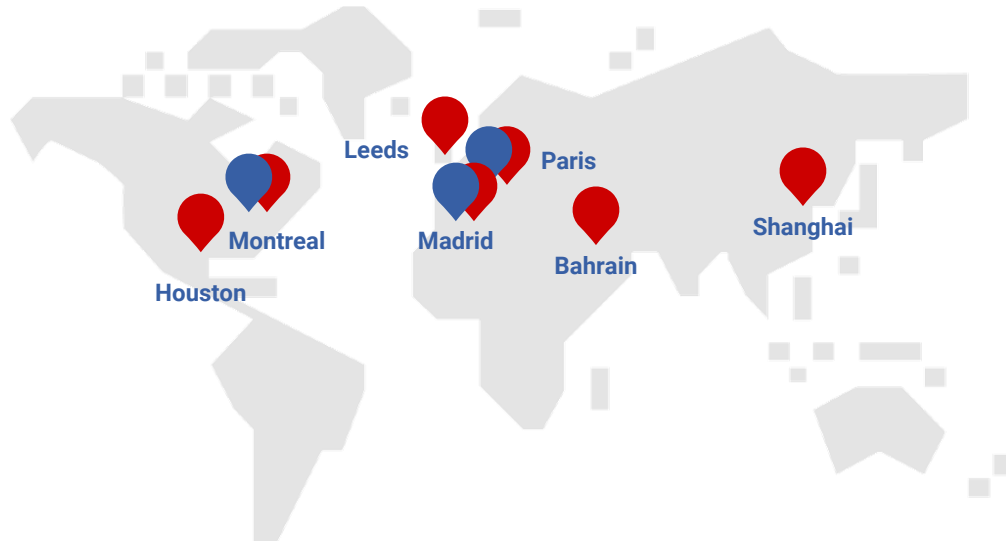 Leeds
Paris
Shanghai
Montreal
Madrid
Bahrain
Houston